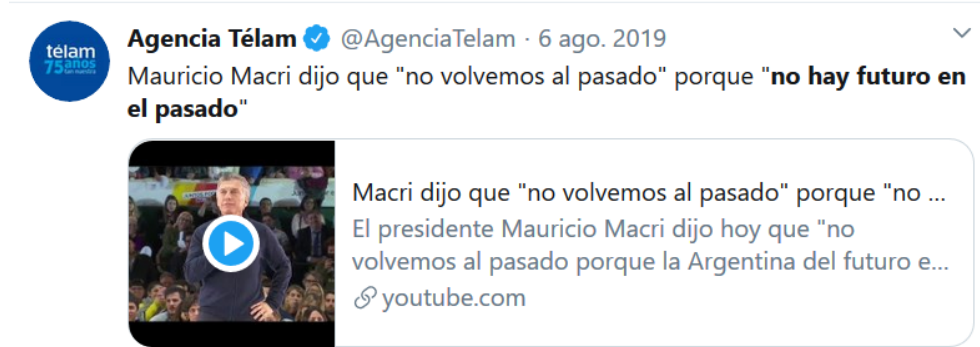 télam
75 años
Agencia Télam @AgenciaTelam · 6 ago. 2019
Mauricio Macri dijo que "no volvemos al pasado" porque "no hay futuro en
el pasado"
Macri dijo que "no volvemos al pasado" porque "no ...
El presidente Mauricio Macri dijo hoy que "no
volvemos al pasado porque la Argentina del futuro e...
youtube.com